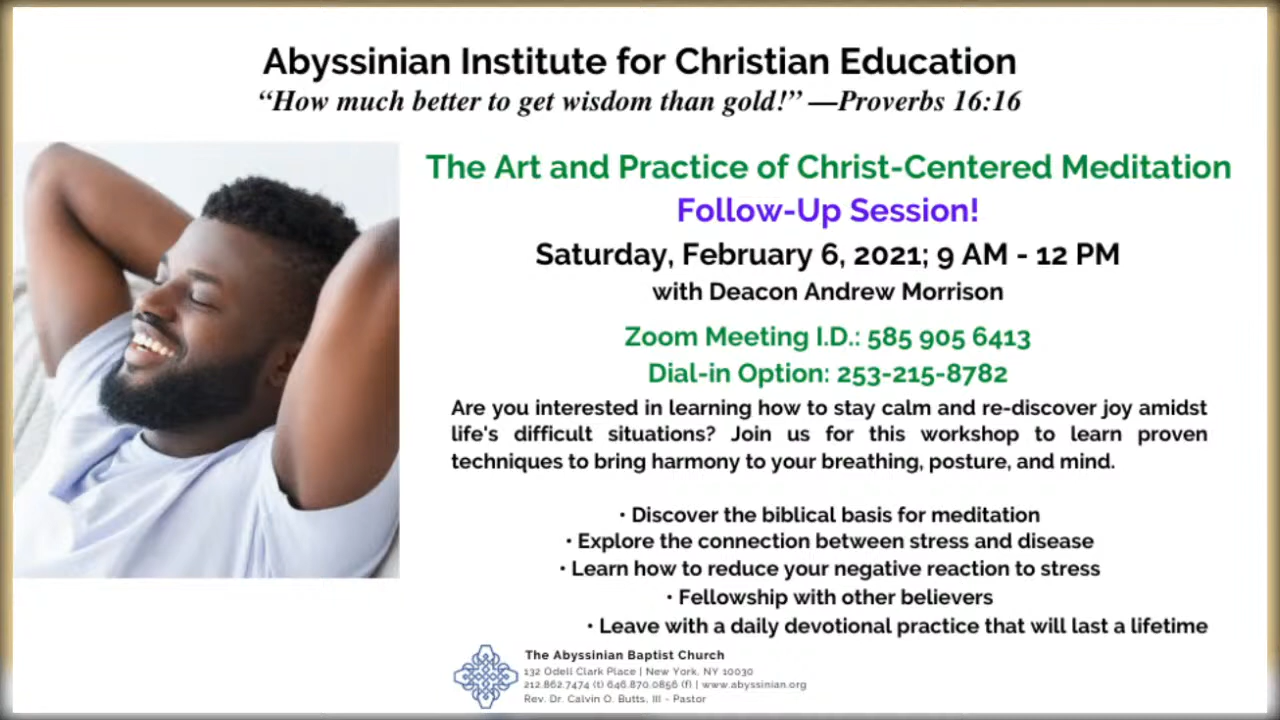 Abyssinian Institute for Christian Education
“How much better to get wisdom than gold!” —Proverbs 16:16
The Art and Practice of Christ-Centered Meditation
Follow-Up Session!
Saturday, February 6, 2021; 9 AM - 12 PM
with Deacon Andrew Morrison
Zoom Meeting I.D.: 585 905 6413
Dial-in Option: 253-215-8782
Are you interested in learning how to stay calm and re-discover joy amidst
life's difficult situations? Join us for this workshop to learn proven
techniques to bring harmony to your breathing, posture, and mind.
• Discover the biblical basis for meditation
• Explore the connection between stress and disease
• Learn how to reduce your negative reaction to stress
• Fellowship with other believers
• Leave with a daily devotional practice that will last a lifetime
The Abyssinian Baptist Church
132 Odell Clark Place | New York, NY 10030
212.862.7474 (t) 646.870.0856 (f) | www.abyssinian.org
Rev. Dr. Calvin O. Butts, III - Pastor